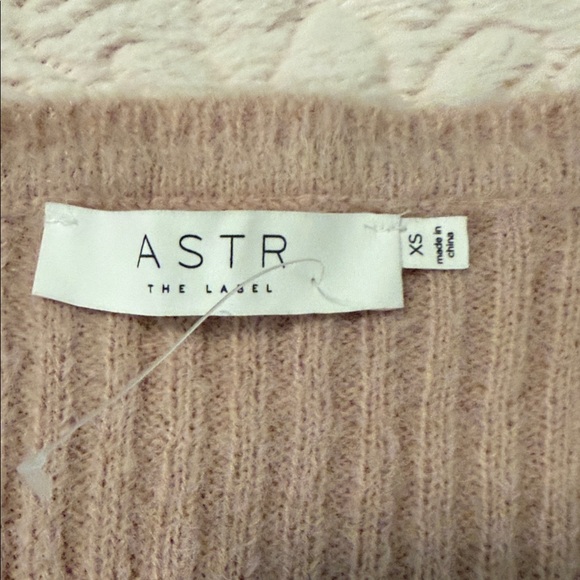 ASTR
THE LABEL
XS
made in
china